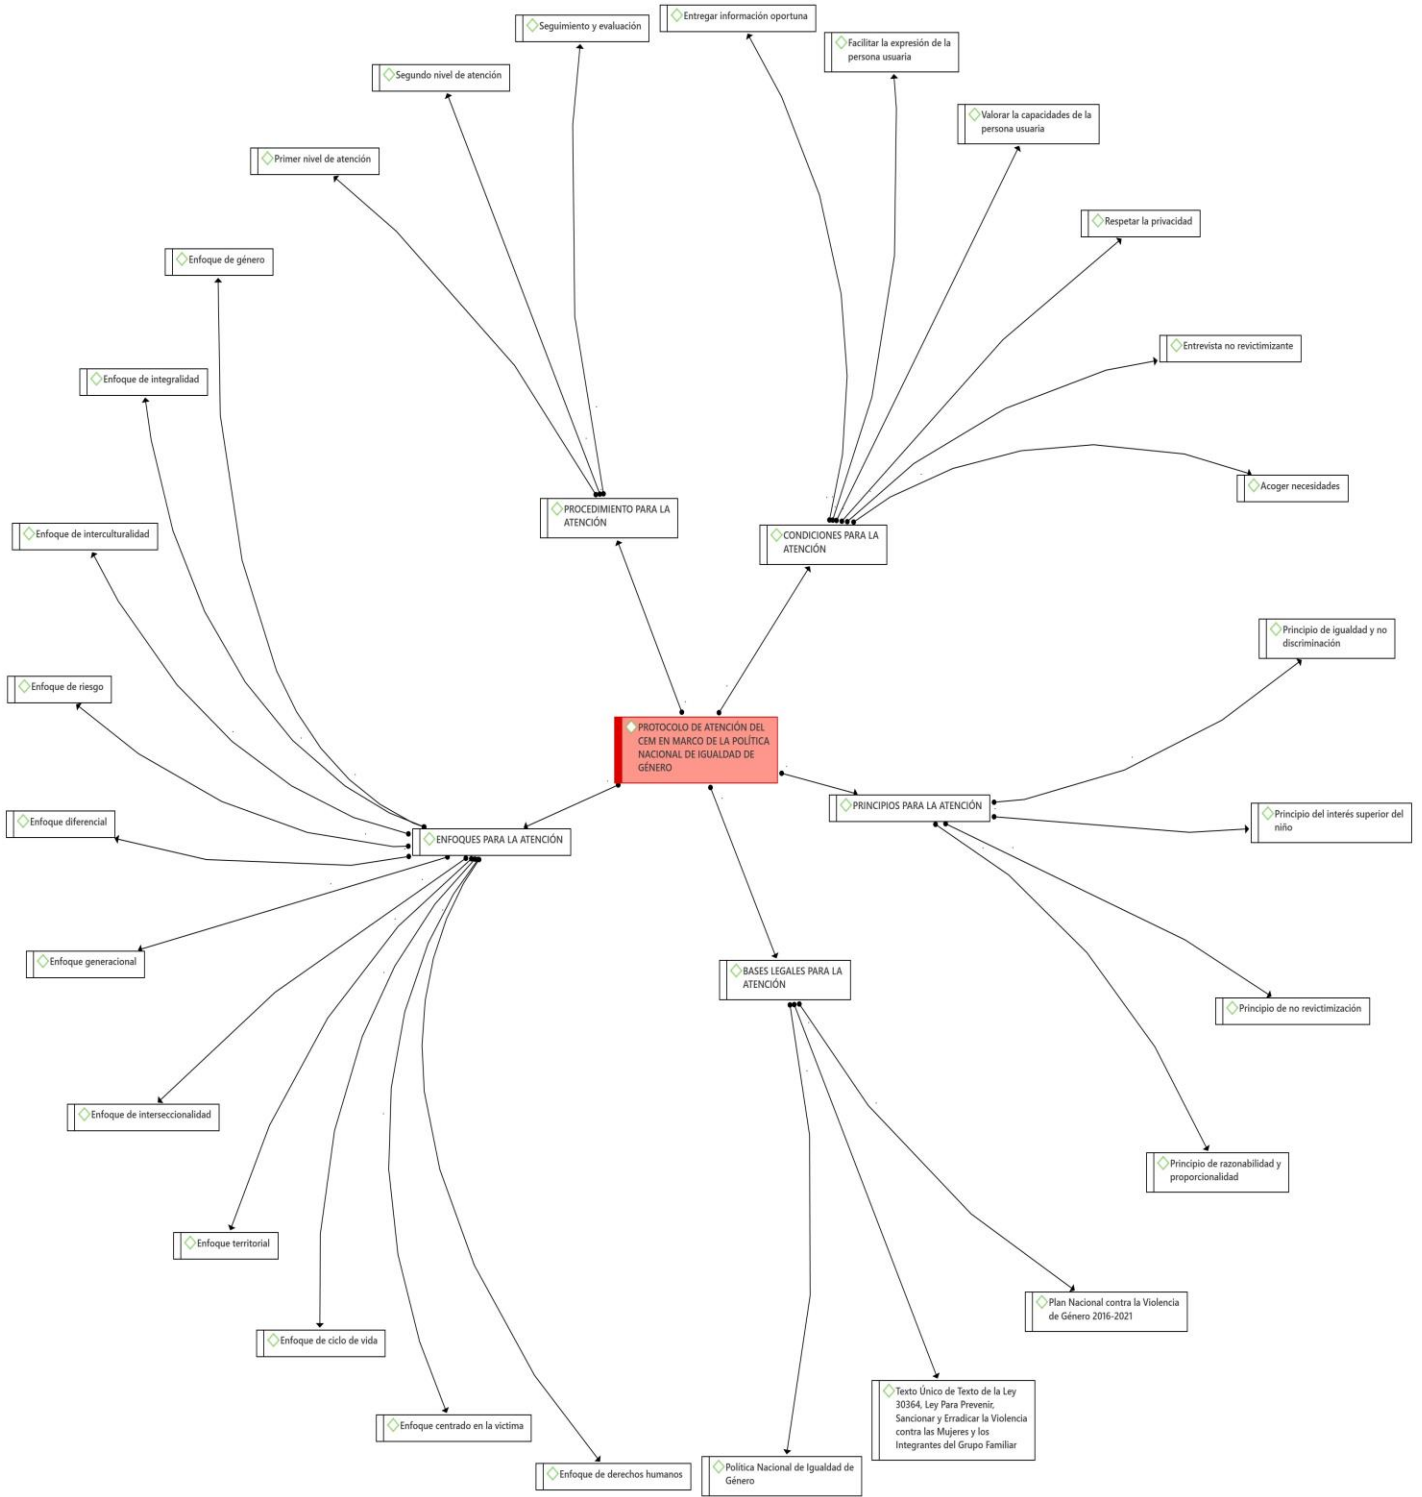 Entregar información oportuna
Seguimiento y evaluación
Facilitar la expresión de la
persona usuaria
Segundo nivel de atención
Valorar la capacidades de la
persona usuaria
Primer nivel de atención
Respetar la privacidad
Enfoque de género
Entrevista no revictimizante
Enfoque de integralidad
Acoger necesidades
PROCEDIMIENTO PARA LA
ATENCIÓN
Enfoque de interculturalidad
CONDICIONES PARA LA
ATENCIÓN
Principio de igualdad y no
discriminación
Enfoque de riesgo
PROTOCOLO DE ATENCIÓN DEL
CEM EN MARCO DE LA POLÍTICA
NACIONAL DE IGUALDAD DE
GÉNERO
PRINCIPIOS PARA LA ATENCIÓN
Principio del interés superior del
niño
Enfoque diferencial
ENFOQUES PARA LA ATENCIÓN
Enfoque generacional
BASES LEGALES PARA LA
ATENCIÓN
Principio de no revictimización
Enfoque de interseccionalidad
Principio de razonabilidad y
proporcionalidad
Enfoque territorial
Plan Nacional contra la Violencia
de Género 2016-2021
Enfoque de ciclo de vida
Texto Único de Texto de la Ley
30364, Ley Para Prevenir,
Sancionar y Erradicar la Violencia
contra las Mujeres y los
Integrantes del Grupo Familiar
Enfoque centrado en la victima
Enfoque de derechos humanos
Política Nacional de Igualdad de
Género